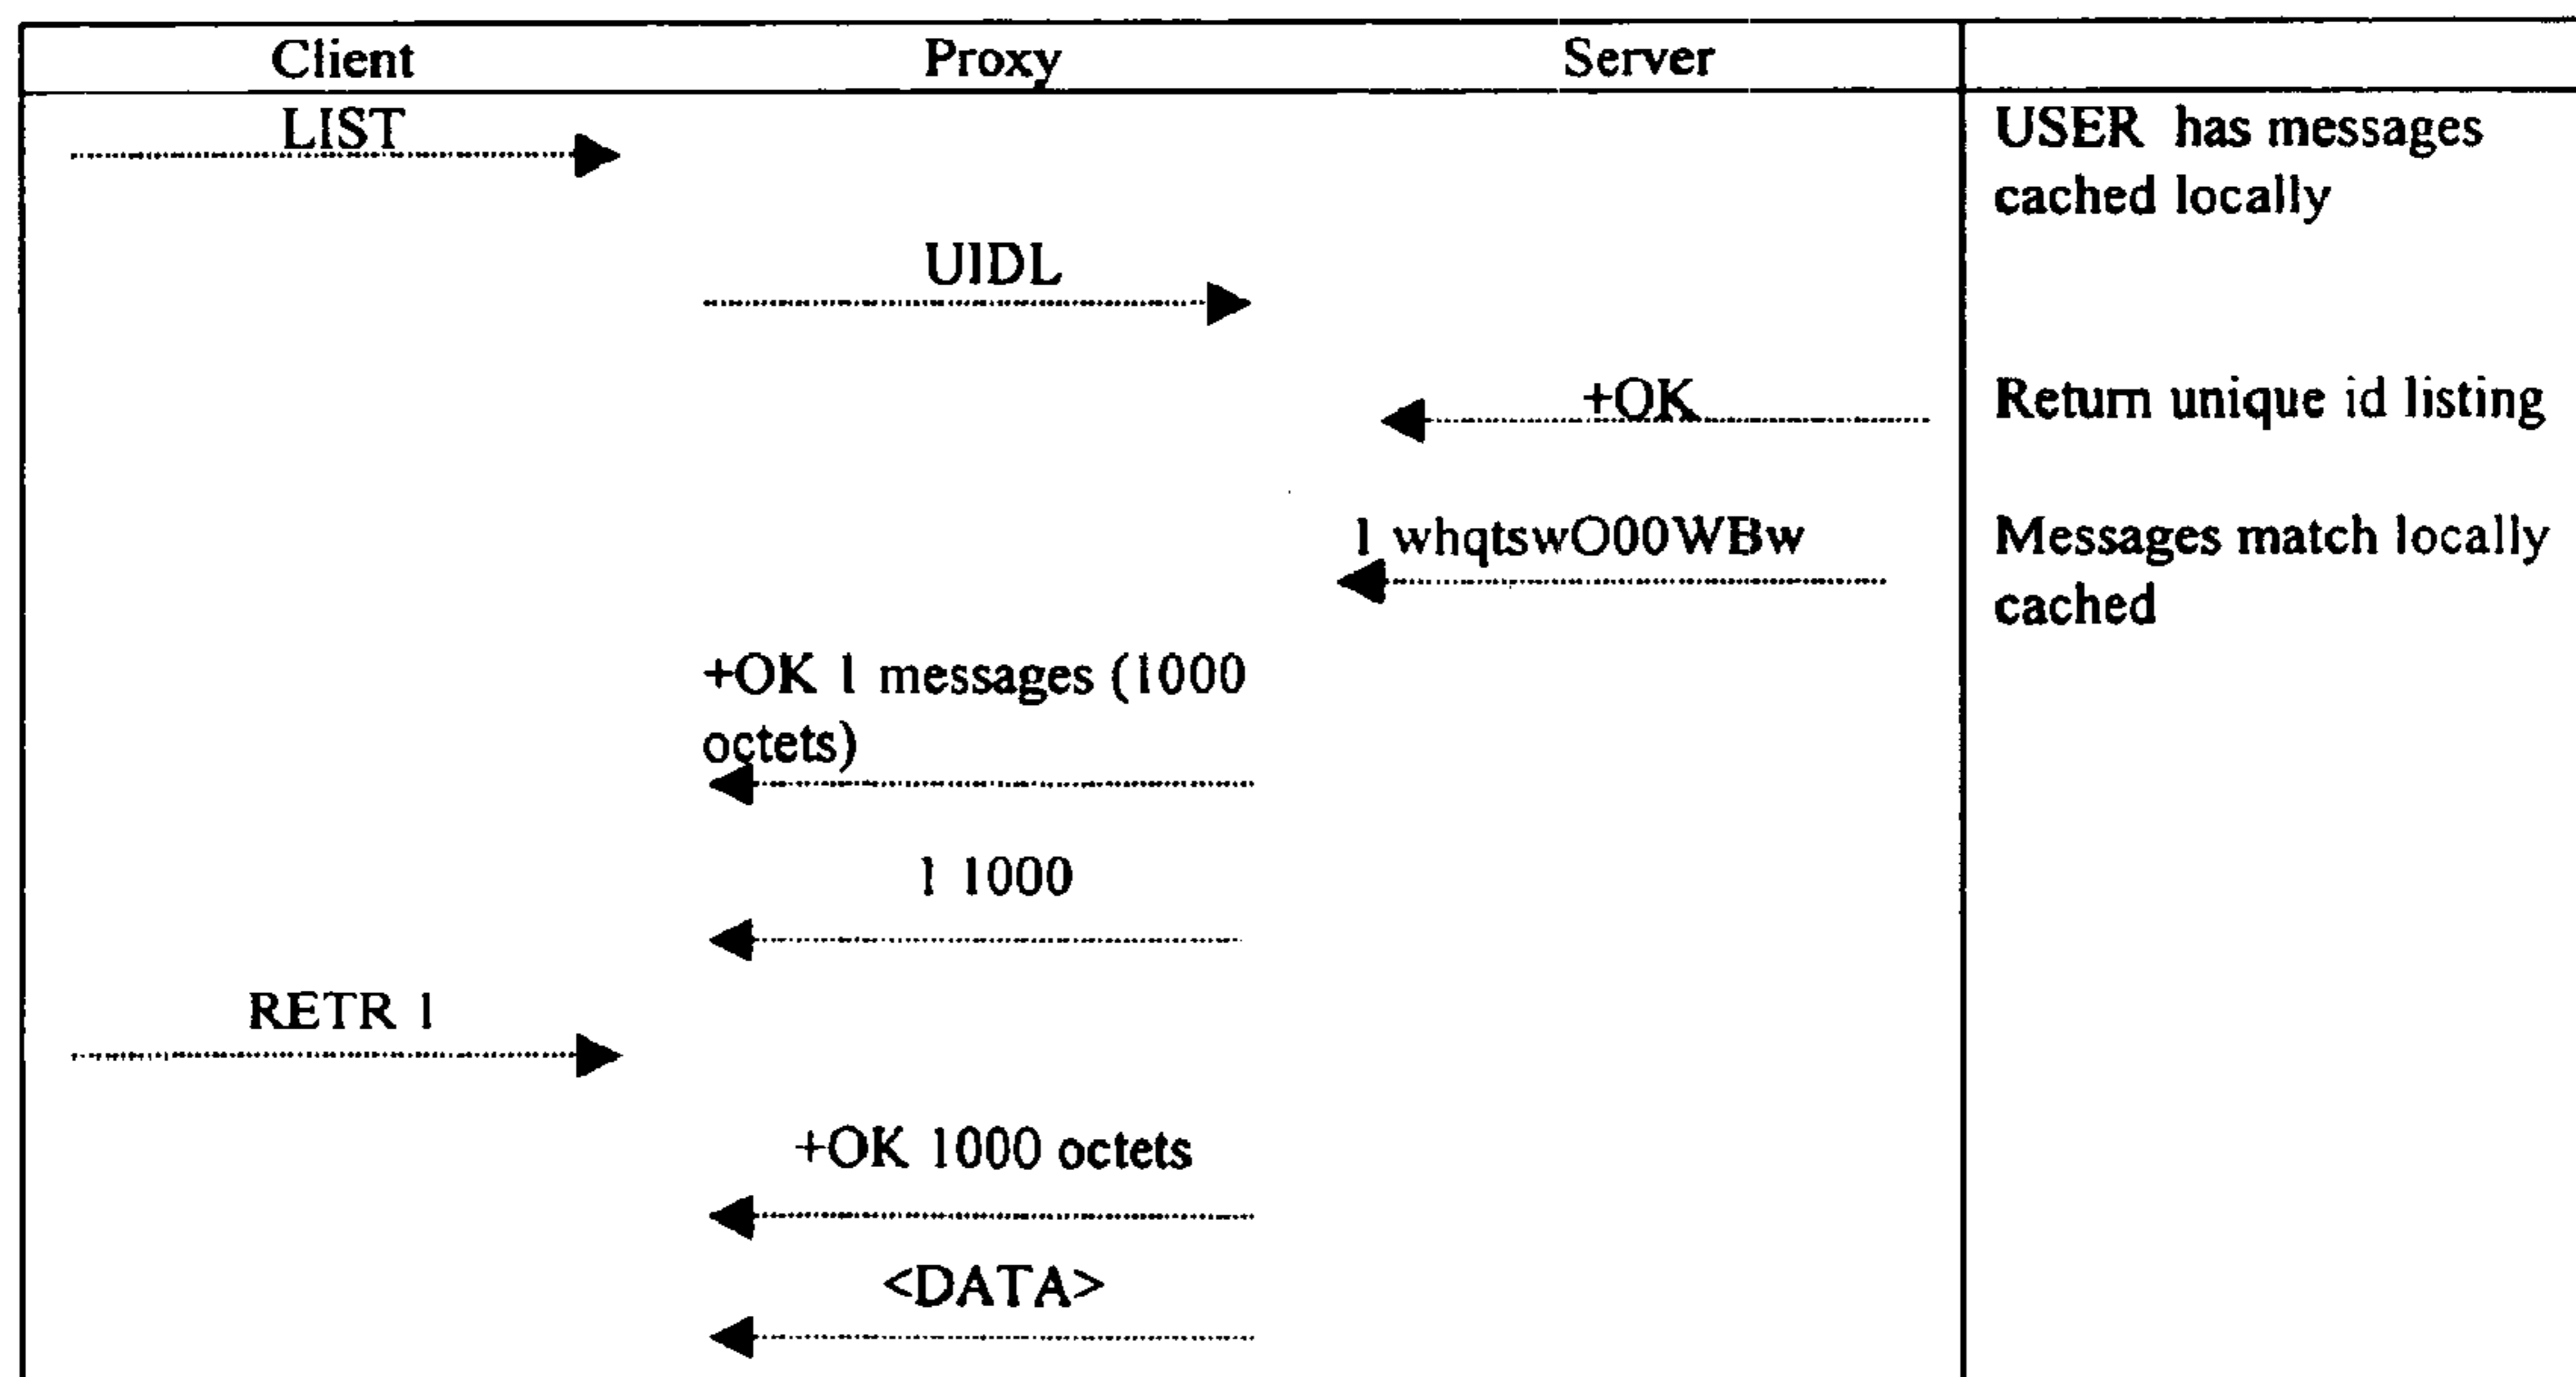 Client Proxy Server
LIST
USER has messages
cached locally
UIDL
+OK
Return unique id listing
1 whqtswO00WBw
Messages match locally
cached
+OK 1 messages (1000
octets)
1 1000
RETR 1
+OK 1000 octets
<DATA>